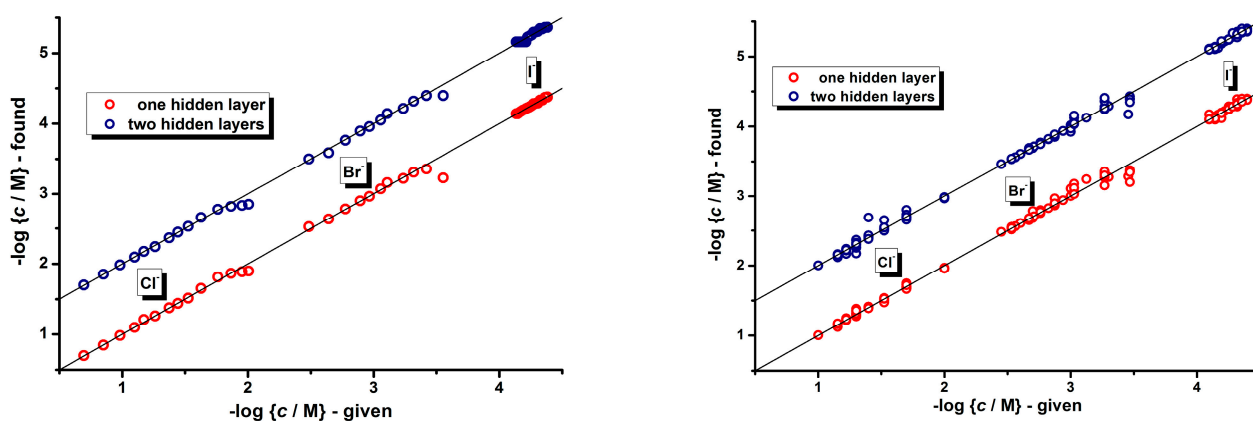 -log {c / M} - found
5
4
3
2
1
one hidden layer
two hidden layers
I⁻
Br⁻
Cl⁻
1
2
3
4
-log {c / M} - given
-log {c / M} - found
5
4
3
2
1
one hidden layer
two hidden layers
I⁻
Br⁻
Cl⁻
1
2
3
4
-log {c / M} - given